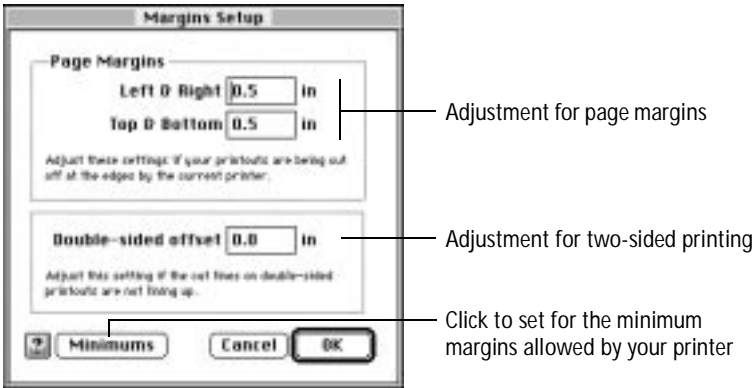 Margins Setup
Page Margins
Left & Right 0.5 in
Adjustment for page margins
Top & Bottom 0.5 in
Adjust these settings if your printouts are being cut
off at the edges by the current printer.
Double-sided offset 0.0 in
Adjustment for two-sided printing
Adjust this setting if the cut lines on double-sided
printouts are not lining up.
Click to set for the minimum
margins allowed by your printer
? Minimums Cancel OK